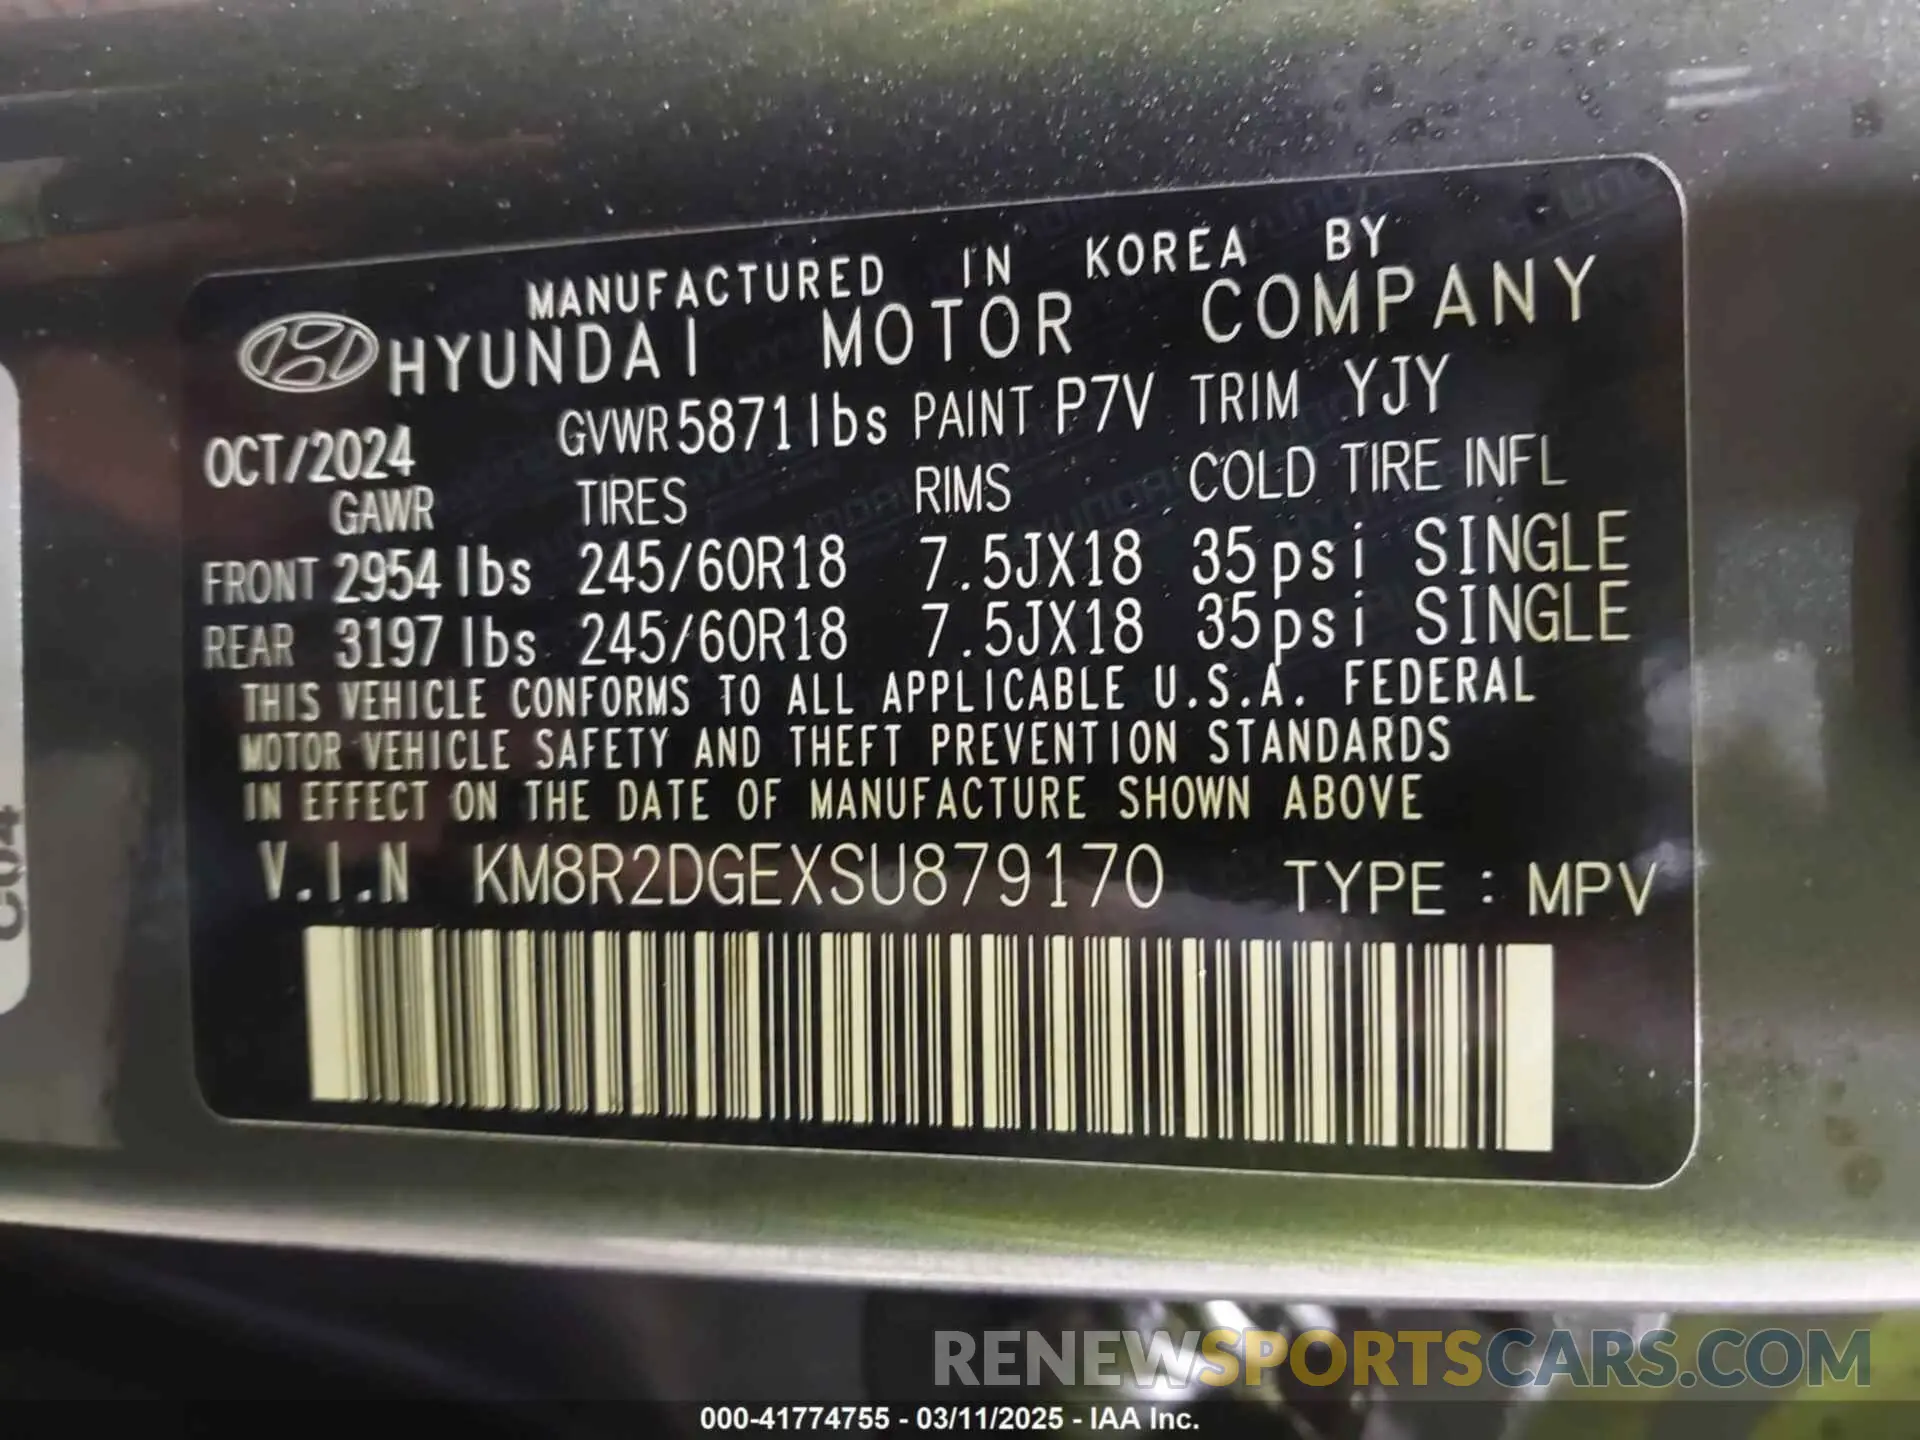 MANUFACTURED IN KOREA BY
HYUNDAI MOTOR COMPANY
OCT/2024 GVWR 5871lbs PAINT P7V TRIM YJY
GAWR TIRES RIMS COLD TIRE INFL
FRONT 2954 lbs 245/60R18 7.5JX18 35psi SINGLE
REAR 3197 lbs 245/60R18 7.5JX18 35psi SINGLE
THIS VEHICLE CONFORMS TO ALL APPLICABLE U.S.A. FEDERAL
MOTOR VEHICLE SAFETY AND THEFT PREVENTION STANDARDS
IN EFFECT ON THE DATE OF MANUFACTURE SHOWN ABOVE
V.I.N KM8R2DGEXSU879170 TYPE : MPV
C04
RENEWSPORTSCARS.COM
000-41774755 - 03/11/2025 - IAA Inc.